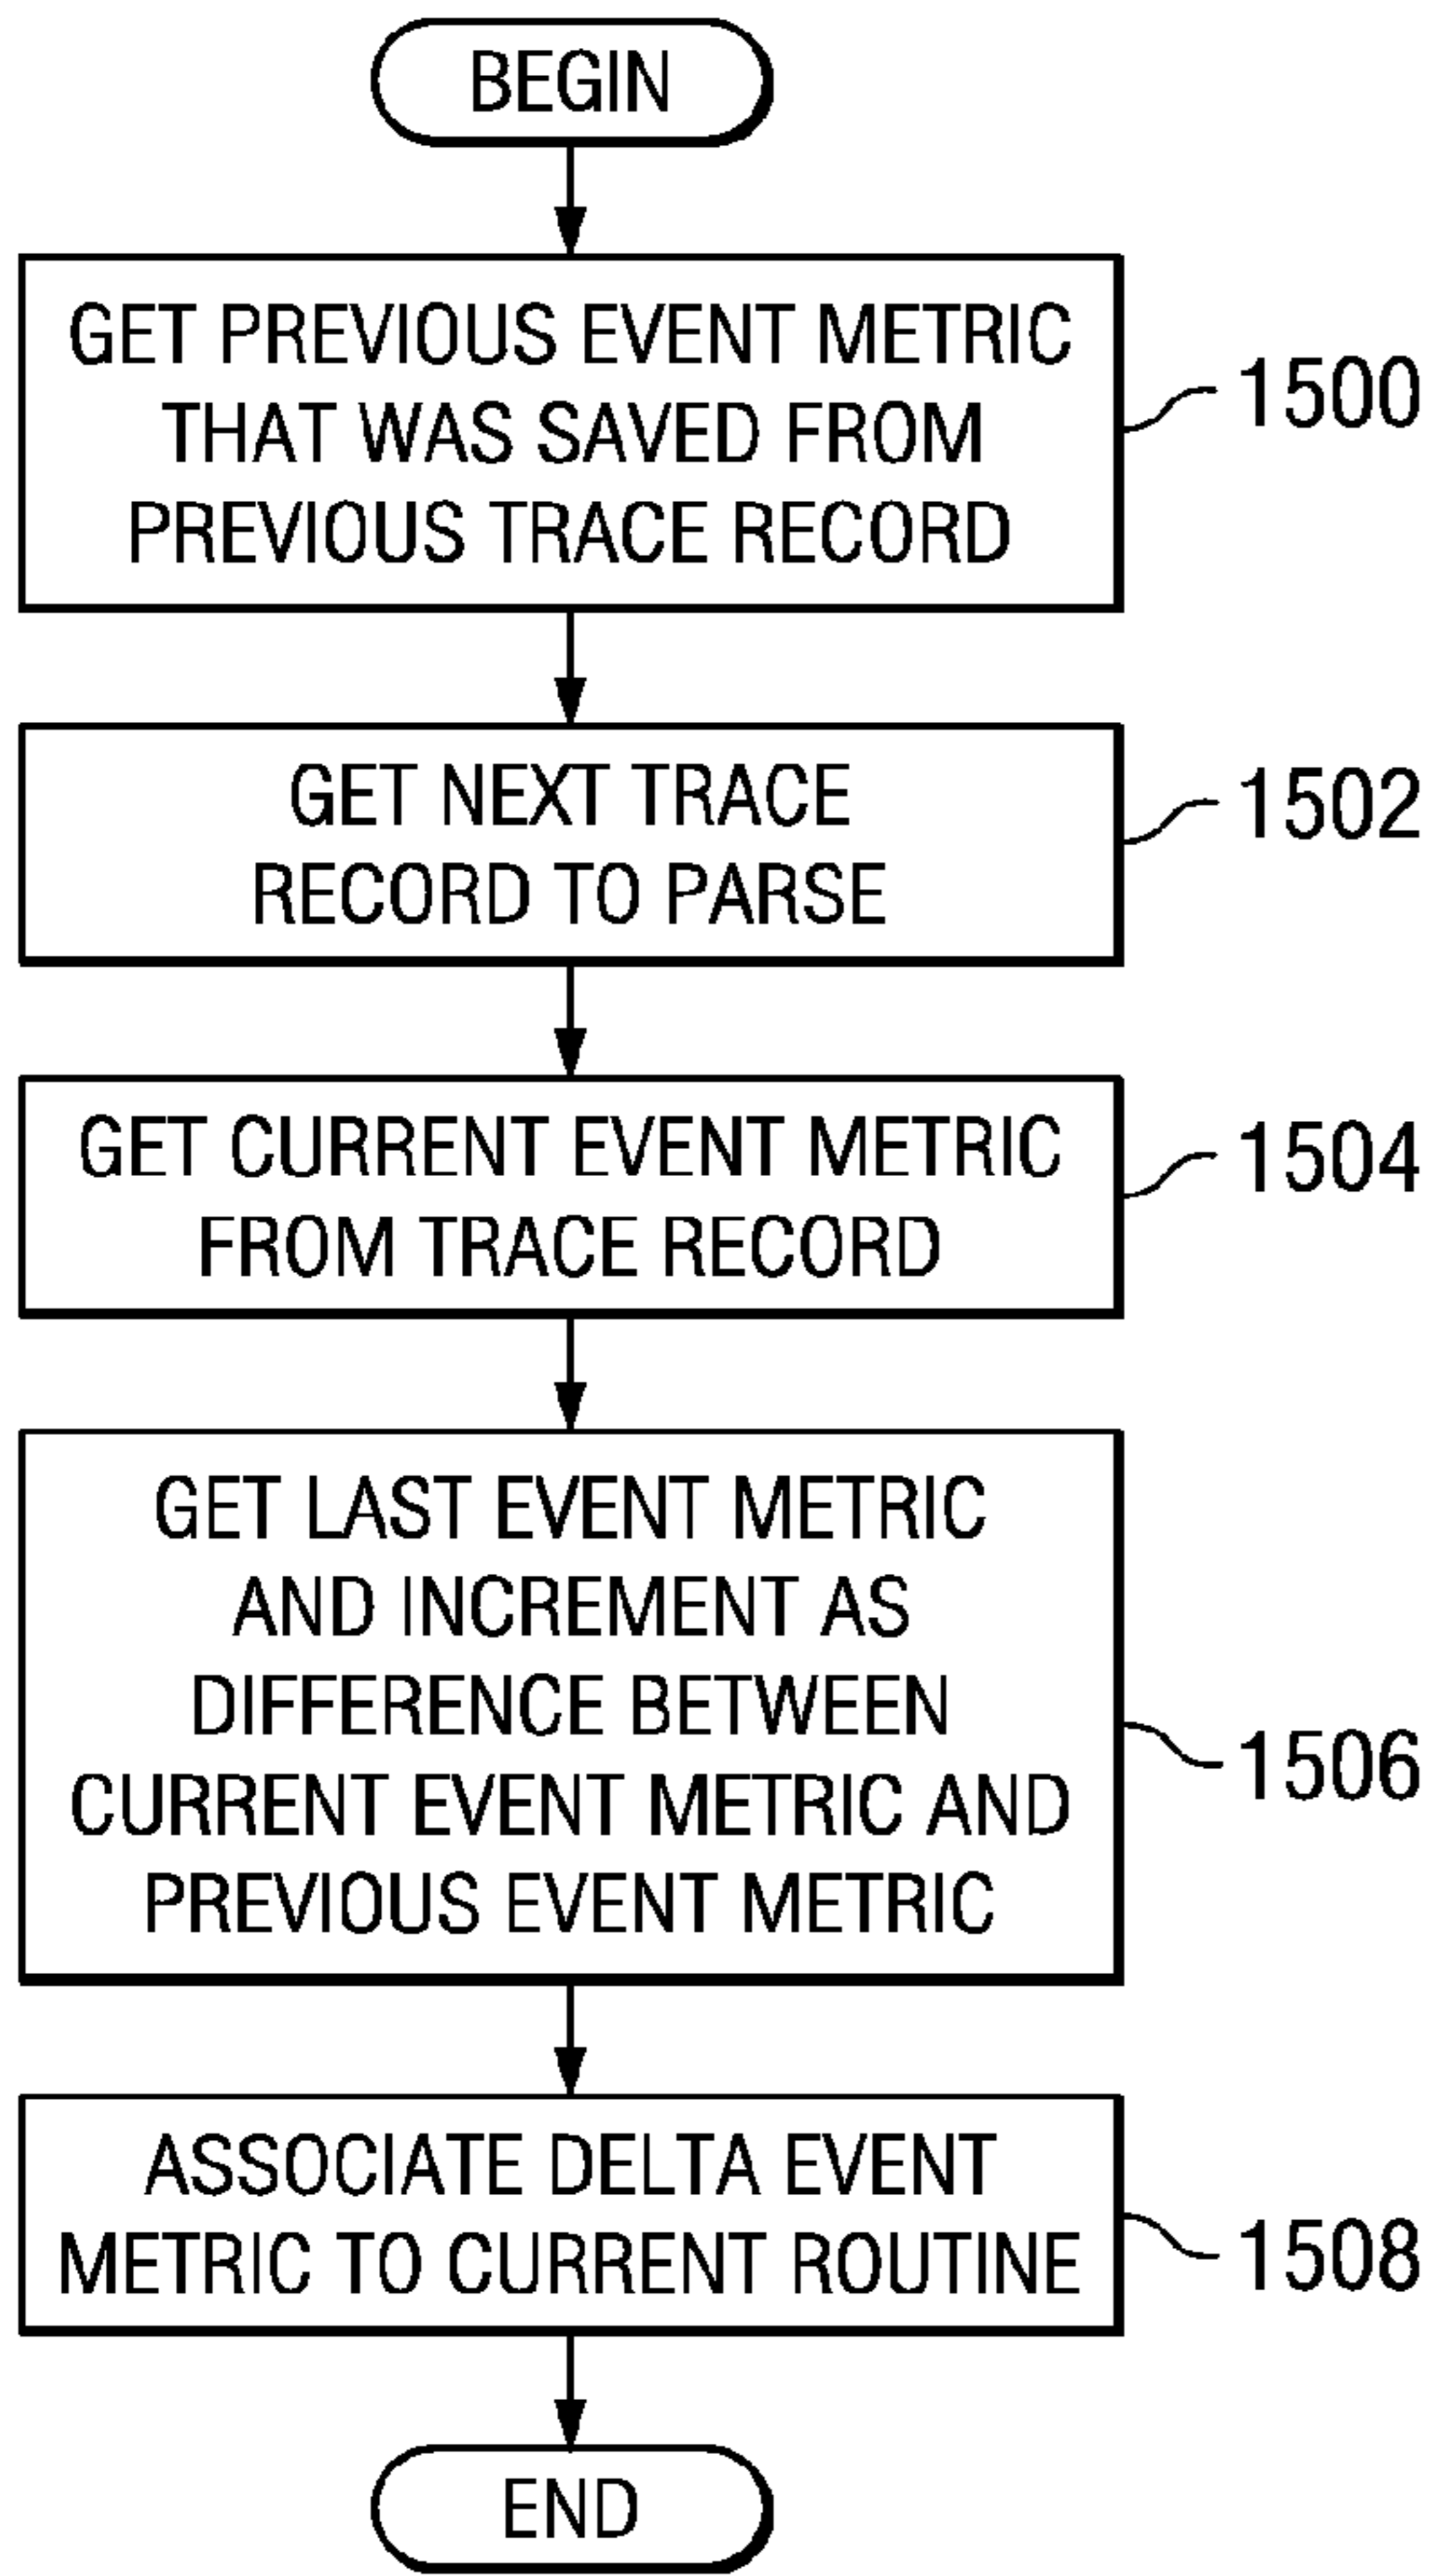 BEGIN
GET PREVIOUS EVENT METRIC
THAT WAS SAVED FROM
PREVIOUS TRACE RECORD
1500
GET NEXT TRACE
RECORD TO PARSE
1502
GET CURRENT EVENT METRIC
FROM TRACE RECORD
1504
GET LAST EVENT METRIC
AND INCREMENT AS
DIFFERENCE BETWEEN
CURRENT EVENT METRIC AND
PREVIOUS EVENT METRIC
1506
ASSOCIATE DELTA EVENT
METRIC TO CURRENT ROUTINE
1508
END